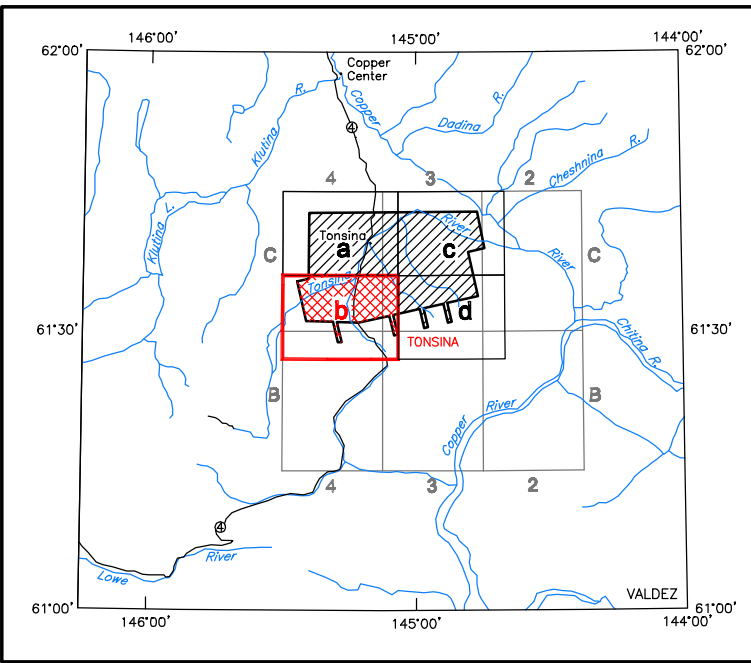 146°00' 145°00' 144°00'
62°00' 62°00'
Copper
Center
Klutina R.
Copper
Dadina R.
4
Cheshnina R.
4 3 2
Klutina L.
Tonsina
River
a c
C C
River
Tonsina
b d
61°30' 61°30'
TONSINA
Chitina R.
B B
Copper River
4 3 2
4
Lowe River
VALDEZ
61°00' 61°00'
146°00' 145°00' 144°00'